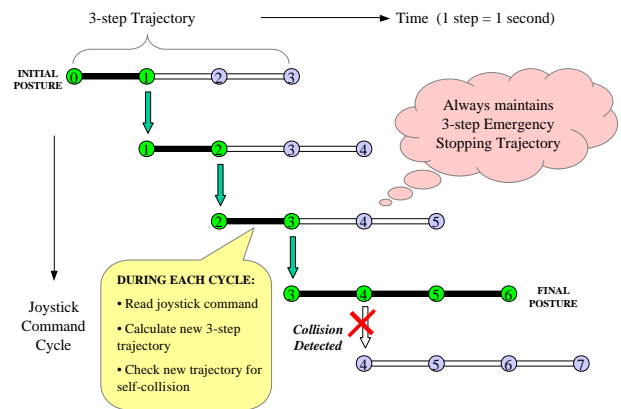 3-step Trajectory
Time (1 step = 1 second)
INITIAL
POSTURE
0 1 2 3
Always maintains
3-step Emergency
Stopping Trajectory
1 2 3 4
2 3 4 5
DURING EACH CYCLE:
• Read joystick command
• Calculate new 3-step
trajectory
• Check new trajectory for
self-collision
3 4 5 6
FINAL
POSTURE
Joystick
Command
Cycle
Collision
Detected
4 5 6 7